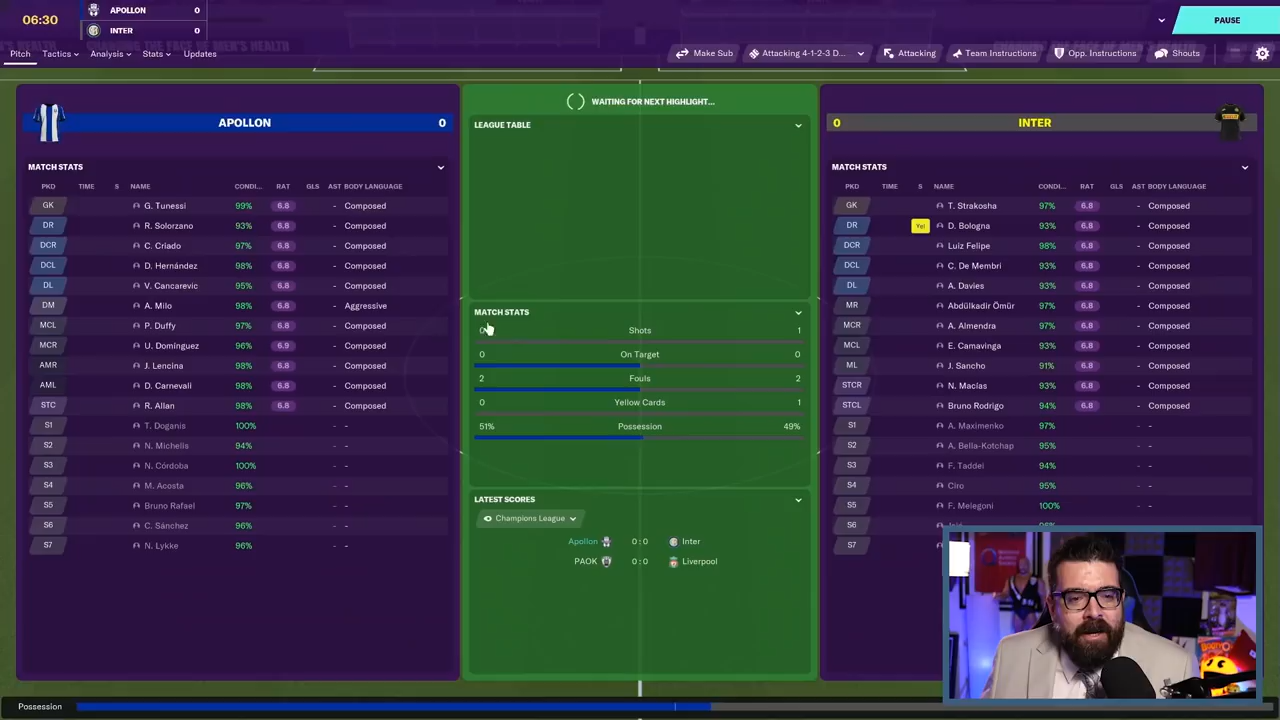 06:30
APOLLON 0
INTER 0
PAUSE
Pitch Tactics Analysis Stats Updates
Make Sub Attacking 4-1-2-3 D... Attacking Team Instructions Opp. Instructions Shouts
APOLLON 0
MATCH STATS
PKD TIME S NAME CONDI... RAT GLS AST BODY LANGUAGE
GK G. Tunessi 99% 6.8 - Composed
DR R. Solorzano 93% 6.8 - Composed
DCR C. Criado 97% 6.8 - Composed
DCL D. Hernández 98% 6.8 - Composed
DL V. Cancarevic 95% 6.8 - Composed
DM A. Milo 98% 6.8 - Aggressive
MCL P. Duffy 97% 6.8 - Composed
MCR U. Domínguez 96% 6.9 - Composed
AMR J. Lencina 98% 6.8 - Composed
AML D. Carnevali 98% 6.8 - Composed
STC R. Allan 98% 6.8 - Composed
S1 T. Doganis 100% - -
S2 N. Michelis 94% - -
S3 N. Córdoba 100% - -
S4 M. Acosta 96% - -
S5 Bruno Rafael 97% - -
S6 C. Sánchez 96% - -
S7 N. Lykke 96% - -
WAITING FOR NEXT HIGHLIGHT...
LEAGUE TABLE
MATCH STATS
0 Shots 1
0 On Target 0
2 Fouls 2
0 Yellow Cards 1
51% Possession 49%
LATEST SCORES
Champions League
Apollon 0:0 Inter
PAOK 0:0 Liverpool
0 INTER
MATCH STATS
PKD TIME S NAME CONDI... RAT GLS AST BODY LANGUAGE
GK T. Strakosha 97% 6.8 - Composed
DR Yel D. Bologna 93% 6.8 - Composed
DCR Luiz Felipe 98% 6.8 - Composed
DCL C. De Membri 93% 6.8 - Composed
DL A. Davies 93% 6.8 - Composed
MR Abdülkadir Ömür 97% 6.8 - Composed
MCR A. Almendra 97% 6.8 - Composed
MCL E. Camavinga 93% 6.8 - Composed
ML J. Sancho 91% 6.8 - Composed
STCR N. Macías 93% 6.8 - Composed
STCL Bruno Rodrigo 94% 6.8 - Composed
S1 A. Maximenko 97% - -
S2 A. Bella-Kotchap 95% - -
S3 F. Taddei 94% - -
S4 Ciro 95% - -
S5 F. Melegoni 100% - -
S6
S7
Possession